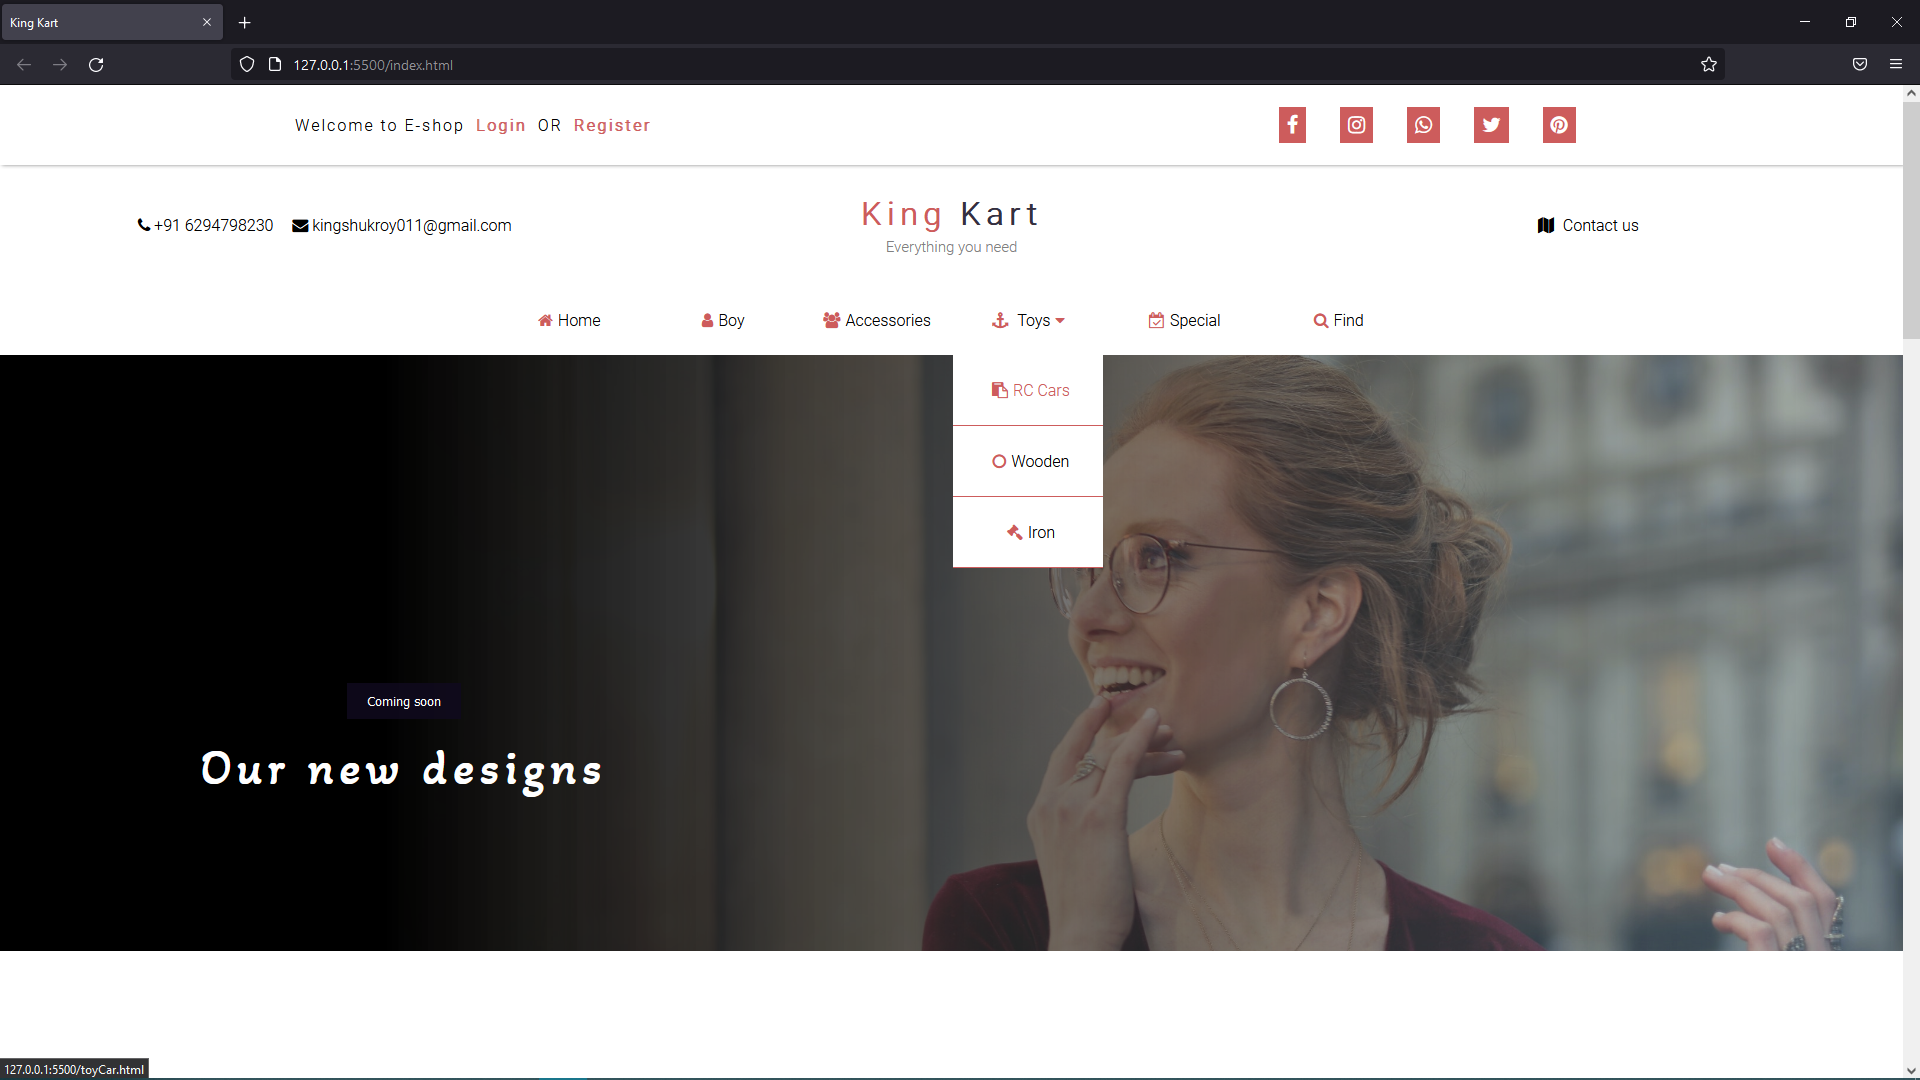 King Kart
127.0.0.1:5500/index.html
Welcome to E-shop Login OR Register
+91 6294798230 kingshukroy011@gmail.com
King Kart
Everything you need
Contact us
Home Boy Accessories Toys Special Find
RC Cars
Wooden
Iron
Coming soon
Our new designs
127.0.0.1:5500/toyCar.html